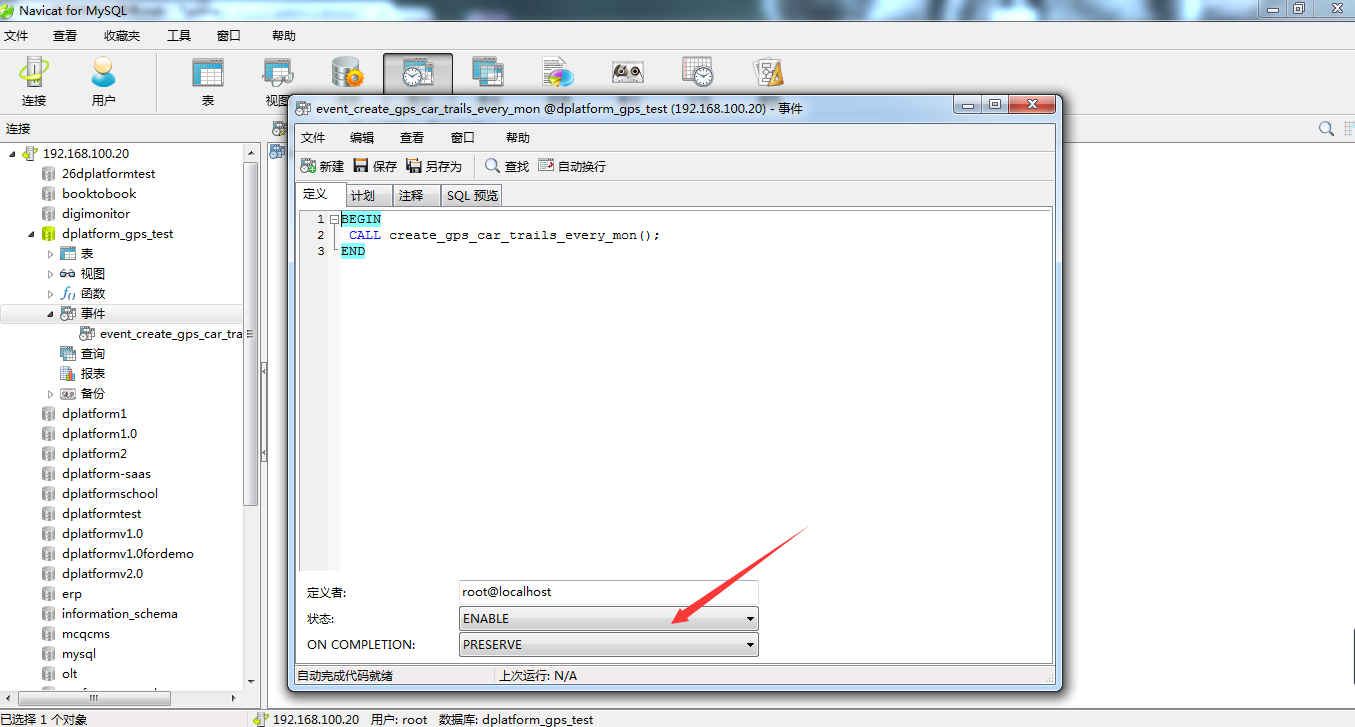 Navicat for MySQL
文件 查看 收藏夹 工具 窗口 帮助
连接 用户 表
连接
192.168.100.20
26dplatformtest
booktobook
digimonitor
dplatform_gps_test
表
视图
函数
事件
event_create_gps_car_tra
查询
报表
备份
dplatform1
dplatform1.0
dplatform2
dplatform-saas
dplatformschool
dplatformtest
dplatformv1.0
dplatformv1.0fordemo
dplatformv2.0
erp
information_schema
mcqcms
mysql
olt
event_create_gps_car_trails_every_mon @dplatform_gps_test (192.168.100.20) - 事件
文件 编辑 查看 窗口 帮助
新建 保存 另存为 查找 自动换行
定义 计划 注释 SQL 预览
1 BEGIN
2 CALL create_gps_car_trails_every_mon();
3 END
定义者: root@localhost
状态: ENABLE
ON COMPLETION: PRESERVE
自动完成代码就绪 上次运行: N/A
已选择 1 个对象 192.168.100.20 用户: root 数据库: dplatform_gps_test